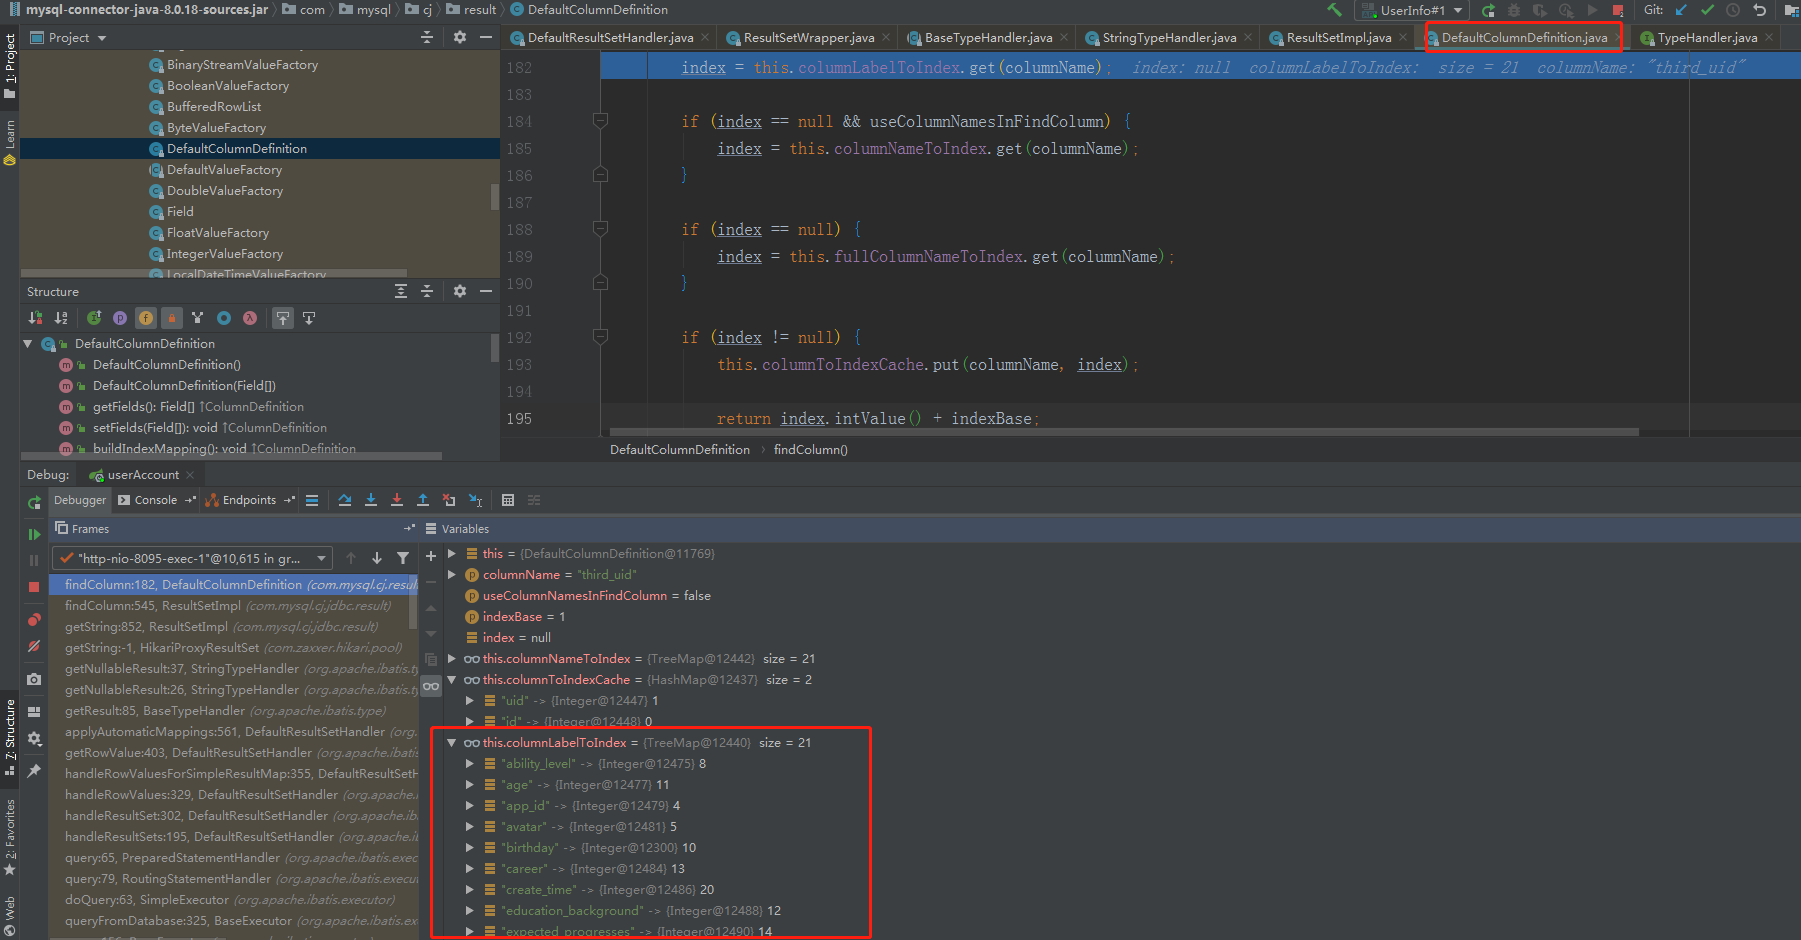 mysql-connector-java-8.0.18-sources.jar com mysql cj result DefaultColumnDefinition
UserInfo#1 Git:
Project
DefaultResultSetHandler.java ResultSetWrapper.java BaseTypeHandler.java StringTypeHandler.java ResultSetImpl.java DefaultColumnDefinition.java TypeHandler.java
1: Project
Learn
BinaryStreamValueFactory
BooleanValueFactory
BufferedRowList
ByteValueFactory
DefaultColumnDefinition
DefaultValueFactory
DoubleValueFactory
Field
FloatValueFactory
IntegerValueFactory
LocalDateTimeValueFactory
182 index = this.columnLabelToIndex.get(columnName); index: null columnLabelToIndex: size = 21 columnName: "third_uid"
183
184 if (index == null && useColumnNamesInFindColumn) {
185 index = this.columnNameToIndex.get(columnName);
186 }
187
188 if (index == null) {
189 index = this.fullColumnNameToIndex.get(columnName);
190 }
191
192 if (index != null) {
193 this.columnToIndexCache.put(columnName, index);
194
195 return index.intValue() + indexBase;
DefaultColumnDefinition › findColumn()
Structure
DefaultColumnDefinition
DefaultColumnDefinition()
DefaultColumnDefinition(Field[])
getFields(): Field[] ↑ColumnDefinition
setFields(Field[]): void ↑ColumnDefinition
buildIndexMapping(): void ↑ColumnDefinition
Debug: userAccount
Debugger Console Endpoints
Frames
Variables
"http-nio-8095-exec-1"@10,615 in gr...
findColumn:182, DefaultColumnDefinition (com.mysql.cj.result
findColumn:545, ResultSetImpl (com.mysql.cj.jdbc.result)
getString:852, ResultSetImpl (com.mysql.cj.jdbc.result)
getString:-1, HikariProxyResultSet (com.zaxxer.hikari.pool)
getNullableResult:37, StringTypeHandler (org.apache.ibatis.ty
getNullableResult:26, StringTypeHandler (org.apache.ibatis.ty
getResult:85, BaseTypeHandler (org.apache.ibatis.type)
applyAutomaticMappings:561, DefaultResultSetHandler (org.
getRowValue:403, DefaultResultSetHandler (org.apache.ibatis
handleRowValuesForSimpleResultMap:355, DefaultResultSetH
handleRowValues:329, DefaultResultSetHandler (org.apache.ib
handleResultSet:302, DefaultResultSetHandler (org.apache.iba
handleResultSets:195, DefaultResultSetHandler (org.apache.ib
query:65, PreparedStatementHandler (org.apache.ibatis.exec
query:79, RoutingStatementHandler (org.apache.ibatis.execu
doQuery:63, SimpleExecutor (org.apache.ibatis.executor)
queryFromDatabase:325, BaseExecutor (org.apache.ibatis.ex
this = {DefaultColumnDefinition@11769}
columnName = "third_uid"
useColumnNamesInFindColumn = false
indexBase = 1
index = null
this.columnNameToIndex = {TreeMap@12442} size = 21
this.columnToIndexCache = {HashMap@12437} size = 2
"uid" -> {Integer@12447} 1
"id" -> {Integer@12448} 0
this.columnLabelToIndex = {TreeMap@12440} size = 21
"ability_level" -> {Integer@12475} 8
"age" -> {Integer@12477} 11
"app_id" -> {Integer@12479} 4
"avatar" -> {Integer@12481} 5
"birthday" -> {Integer@12300} 10
"career" -> {Integer@12484} 13
"create_time" -> {Integer@12486} 20
"education_background" -> {Integer@12488} 12
"expected_progresses" -> {Integer@12490} 14
Z: Structure
2: Favorites
Web